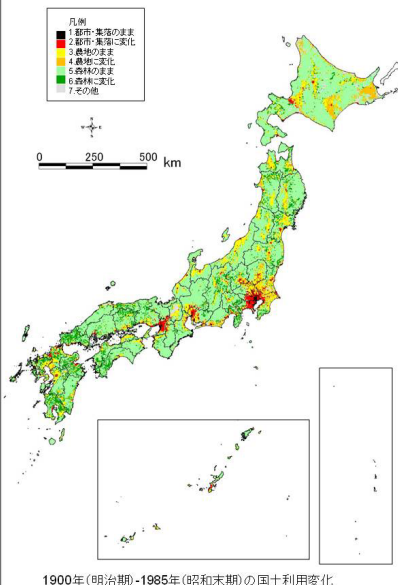 凡例
1.都市・集落のまま
2.都市・集落に変化
3.農地のまま
4.農地に変化
5.森林のまま
6.森林に変化
7.その他
0 250 500 km
1900年(明治期)-1985年(昭和末期)の国土利用変化